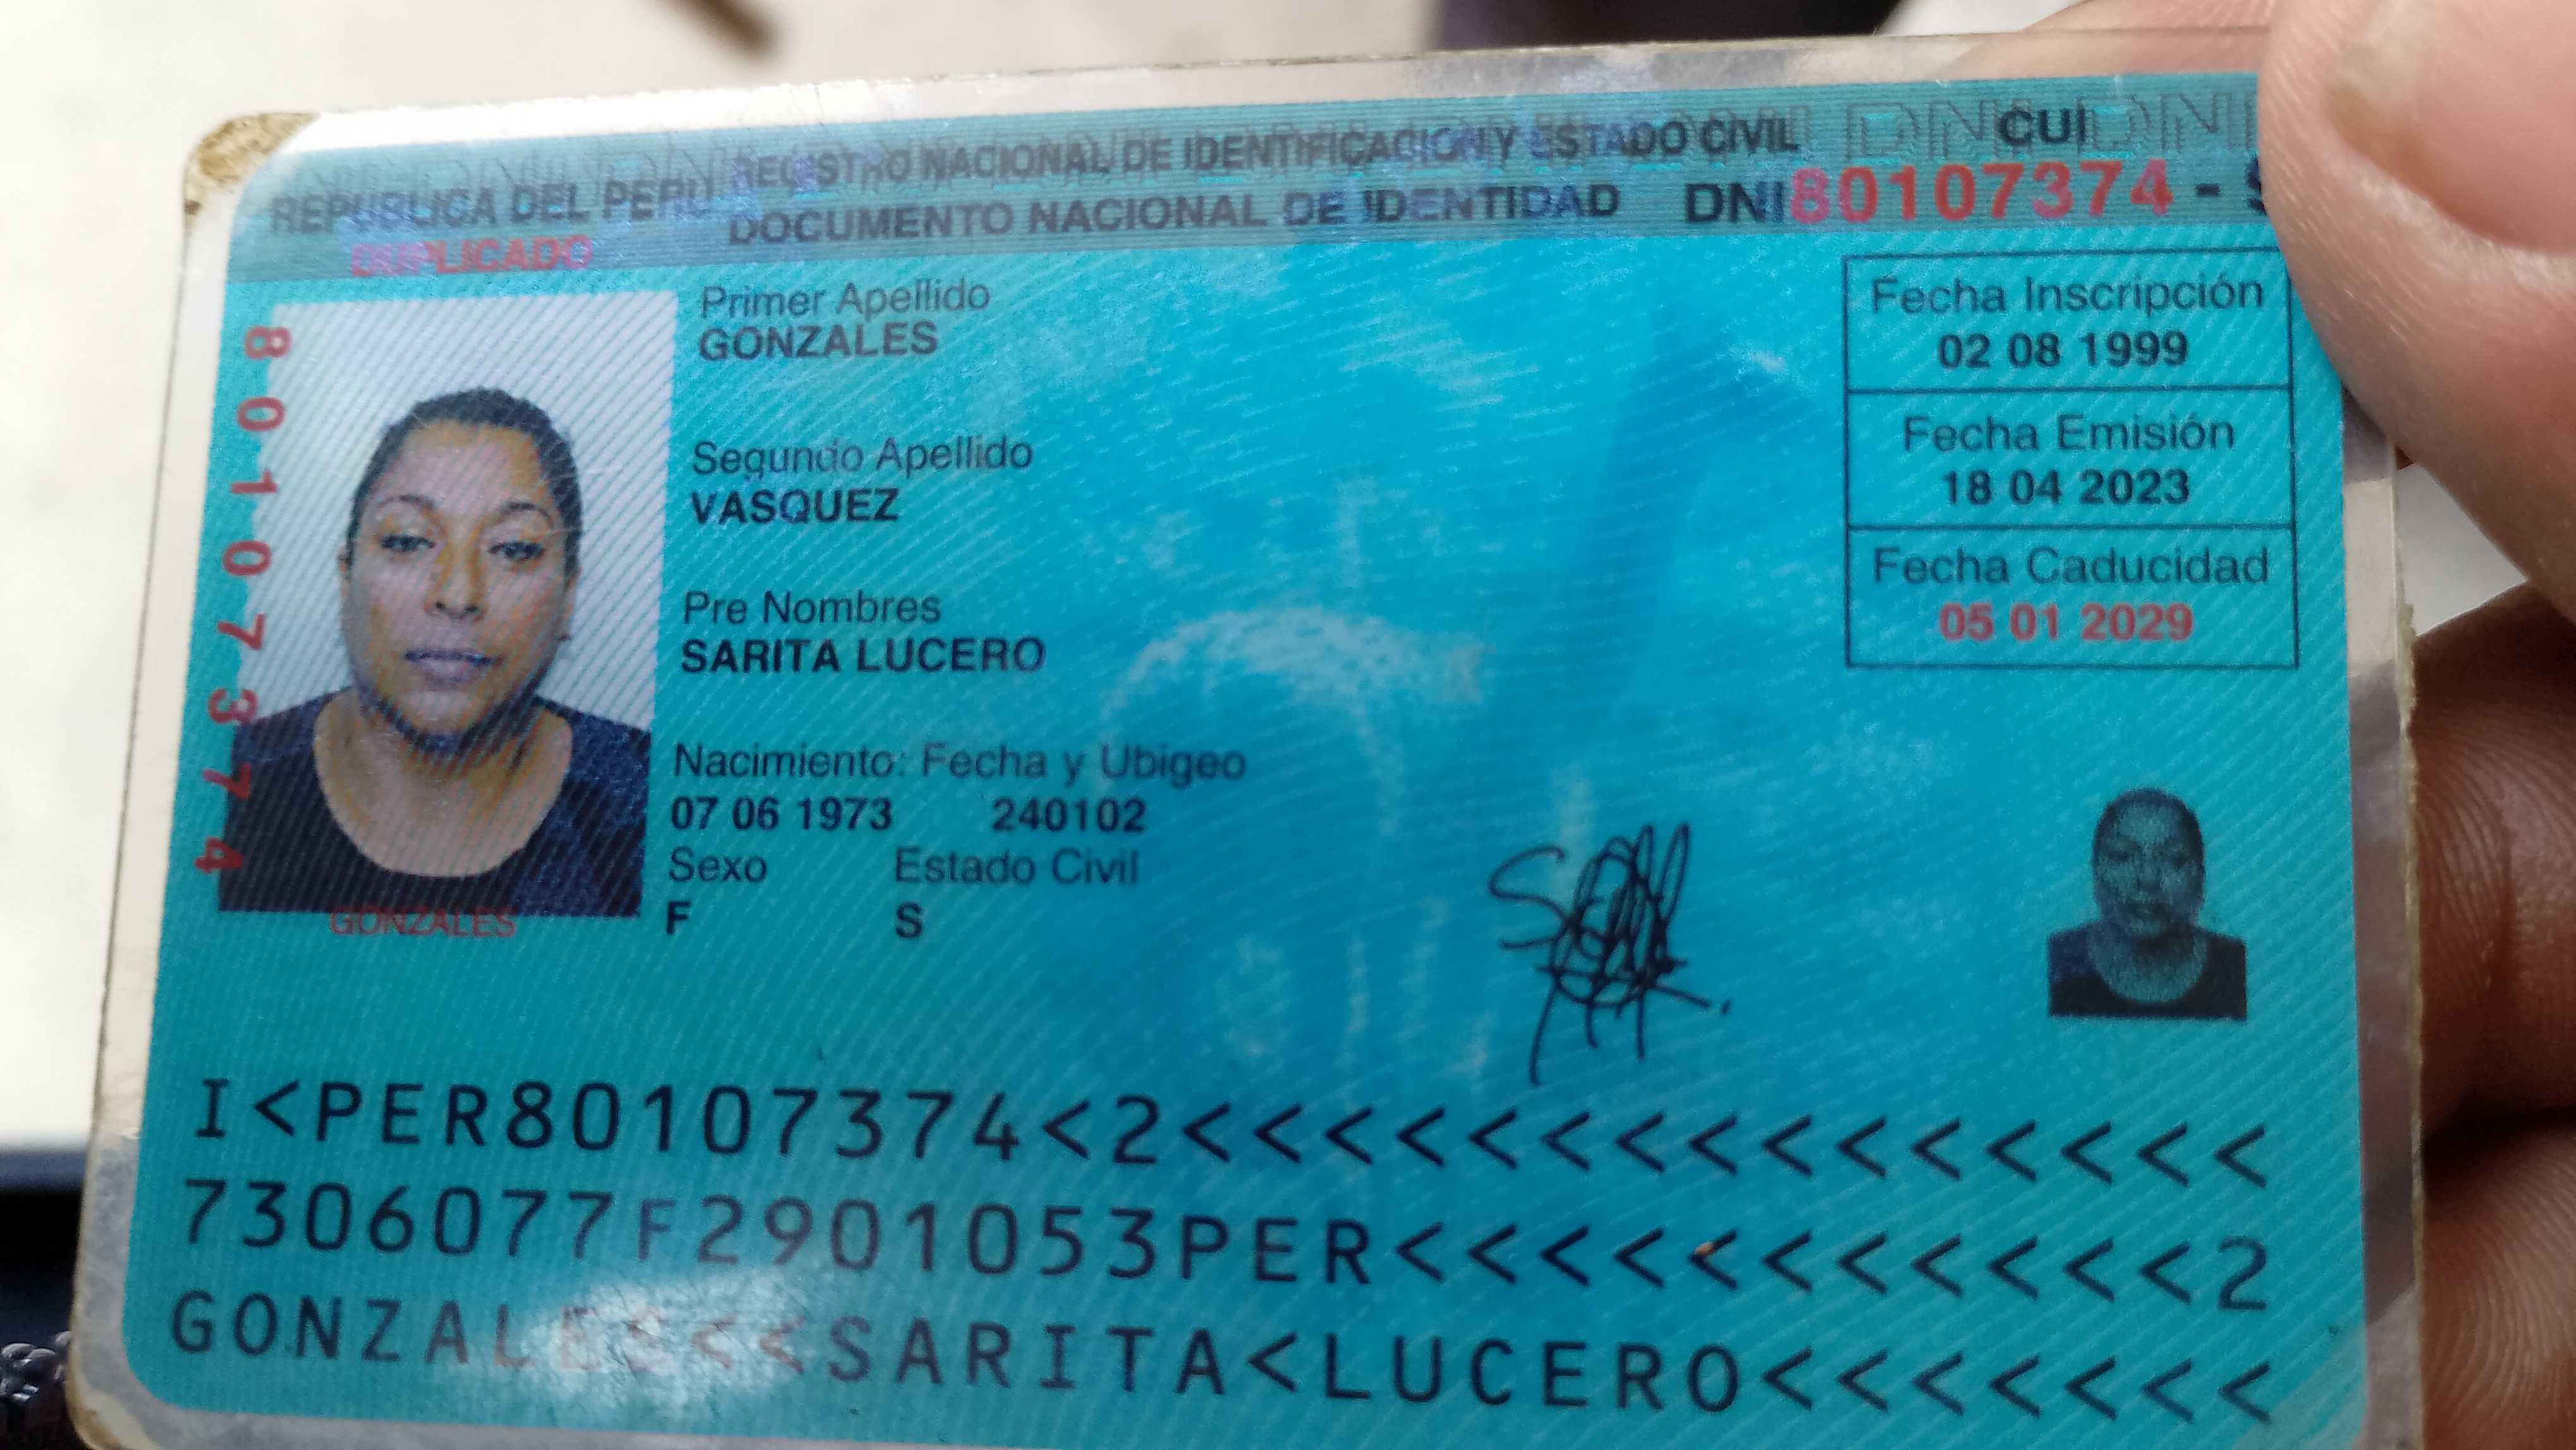 REPUBLICA DEL PERU
DUPLICADO
REGISTRO NACIONAL DE IDENTIFICACION Y ESTADO CIVIL
DOCUMENTO NACIONAL DE IDENTIDAD
CUI
DNI 80107374 -
80107374
GONZALES
Primer Apellido
GONZALES
Segundo Apellido
VASQUEZ
Pre Nombres
SARITA LUCERO
Nacimiento: Fecha y Ubigeo
07 06 1973 240102
Sexo Estado Civil
F S
Fecha Inscripción
02 08 1999
Fecha Emisión
18 04 2023
Fecha Caducidad
05 01 2029
I<PER80107374<2<<<<<<<<<<<<<<<
7306077F2901053PER<<<<<<<<<<<2
GONZALES<<SARITA<LUCERO<<<<<<<